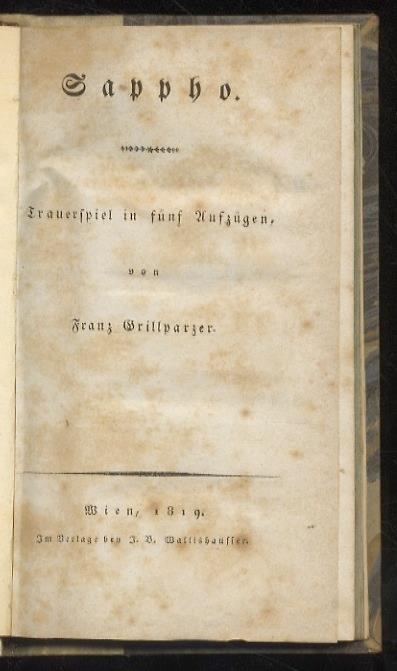 Sappho.
Trauerspiel in fünf Aufzügen,
von
Franz Grillparzer.
Wien, 1819.
Im Verlage bey J. B. Wallishausser.